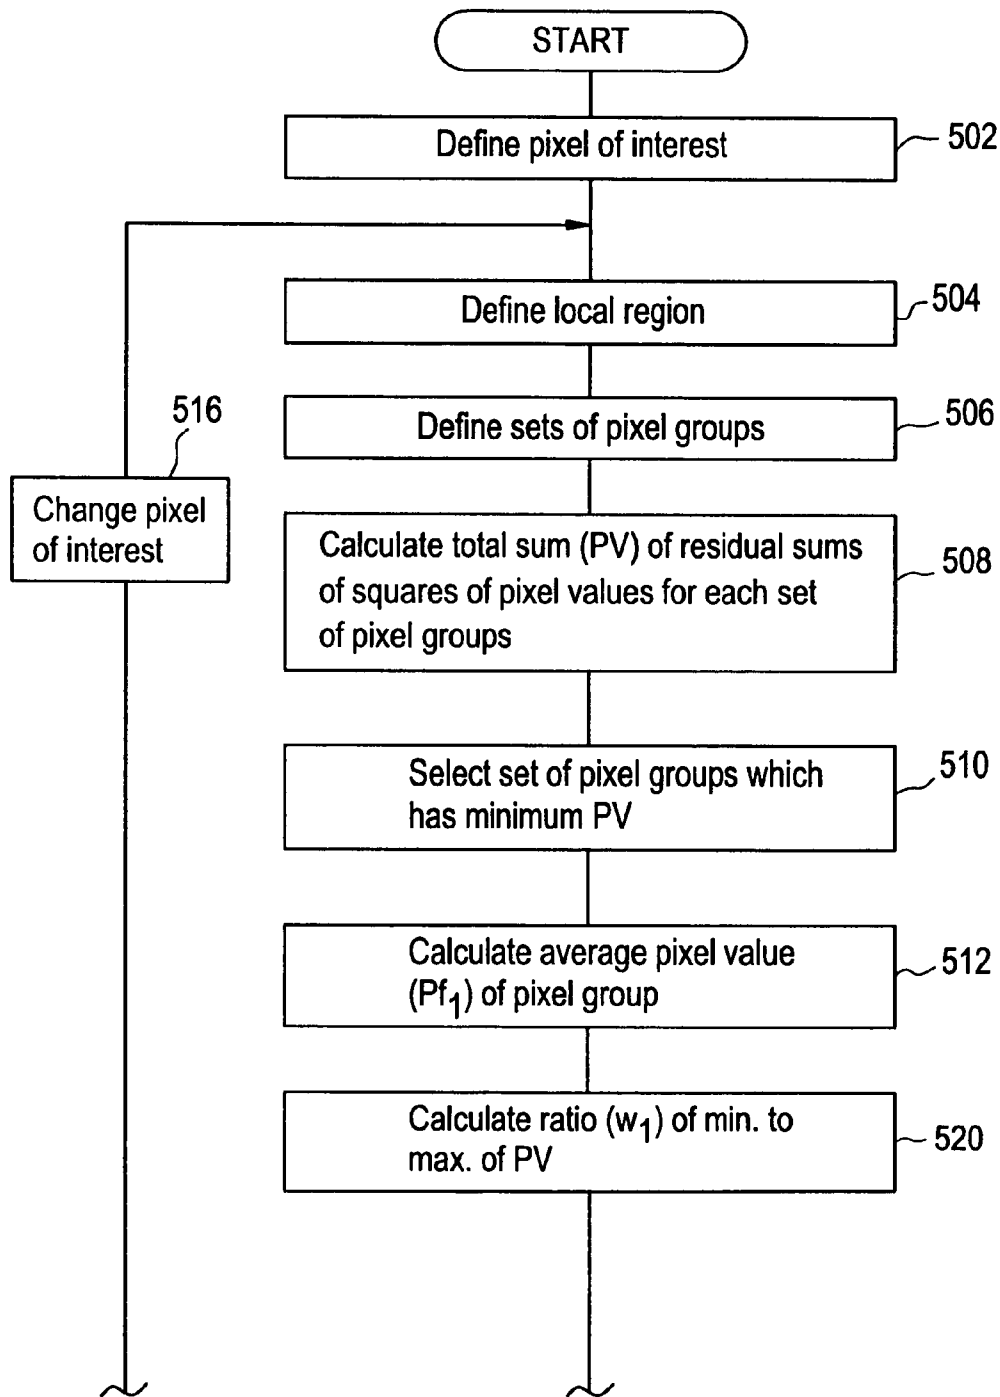 START
Define pixel of interest
502
Define local region
504
Define sets of pixel groups
506
516
Change pixel
of interest
Calculate total sum (PV) of residual sums
of squares of pixel values for each set
of pixel groups
508
Select set of pixel groups which
has minimum PV
510
Calculate average pixel value
(Pf₁) of pixel group
512
Calculate ratio (w₁) of min. to
max. of PV
520